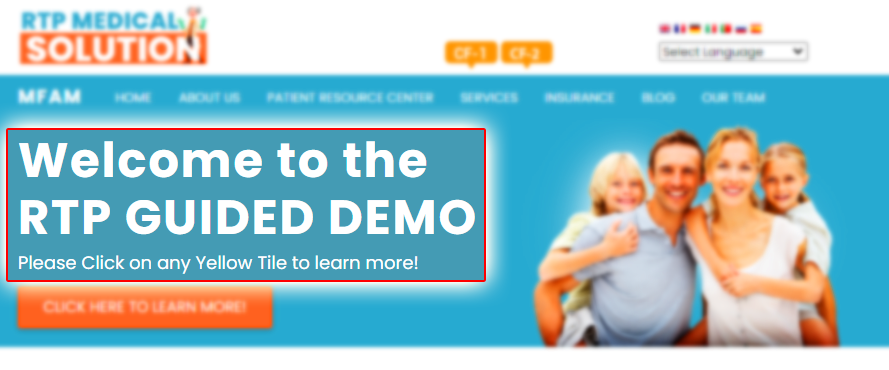 RTP MEDICAL
SOLUTION
CF-1 CF-2
Select Language
MFAM HOME ABOUT US PATIENT RESOURCE CENTER SERVICES INSURANCE BLOG OUR TEAM
Welcome to the
RTP GUIDED DEMO
Please Click on any Yellow Tile to learn more!
CLICK HERE TO LEARN MORE!